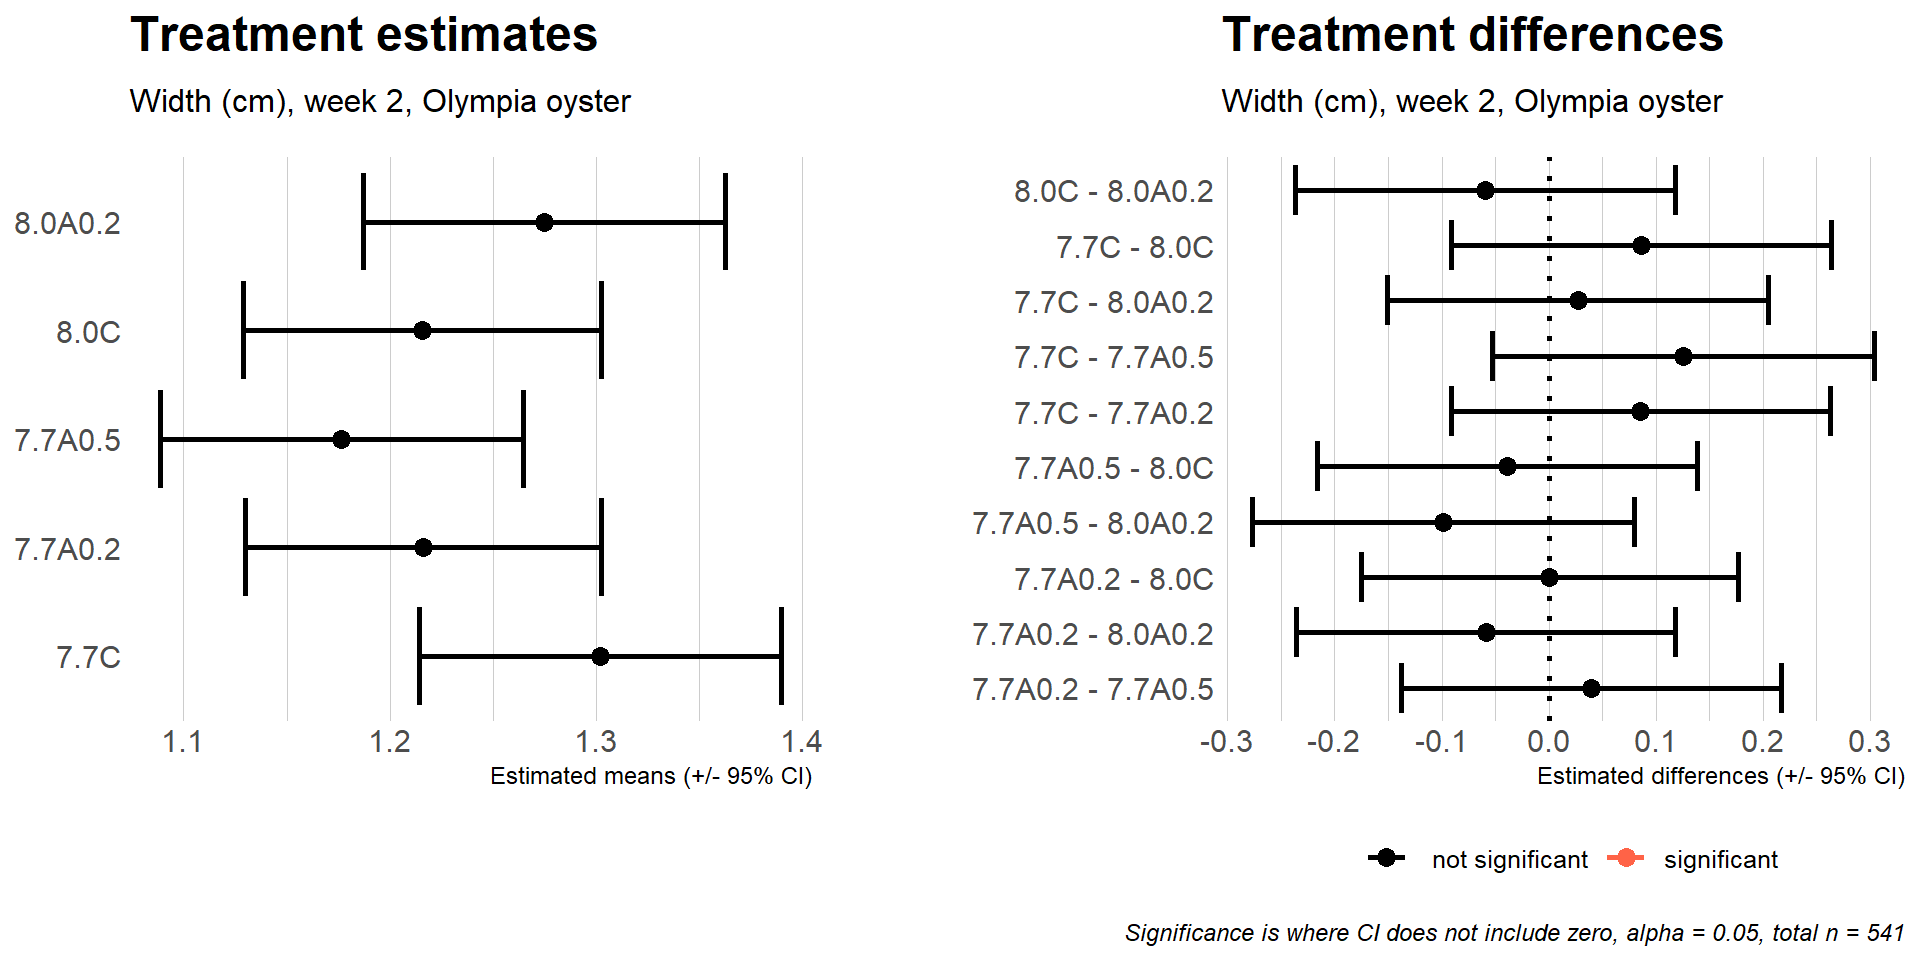 Treatment estimates
Width (cm), week 2, Olympia oyster
8.0A0.2
8.0C
7.7A0.5
7.7A0.2
7.7C
1.1 1.2 1.3 1.4
Estimated means (+/- 95% CI)
Treatment differences
Width (cm), week 2, Olympia oyster
8.0C - 8.0A0.2
7.7C - 8.0C
7.7C - 8.0A0.2
7.7C - 7.7A0.5
7.7C - 7.7A0.2
7.7A0.5 - 8.0C
7.7A0.5 - 8.0A0.2
7.7A0.2 - 8.0C
7.7A0.2 - 8.0A0.2
7.7A0.2 - 7.7A0.5
-0.3 -0.2 -0.1 0.0 0.1 0.2 0.3
Estimated differences (+/- 95% CI)
not significant significant
Significance is where CI does not include zero, alpha = 0.05, total n = 541